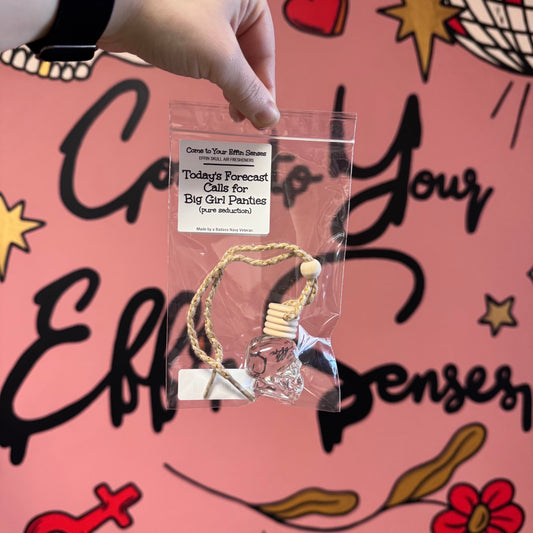 Come to Your Effin Senses
EFFIN SKULL AIR FRESHENERS
Today's Forecast
Calls for
Big Girl Panties
(pure seduction)
Made by a Badass Navy Veteran.
Come to Your
Effin Senses,